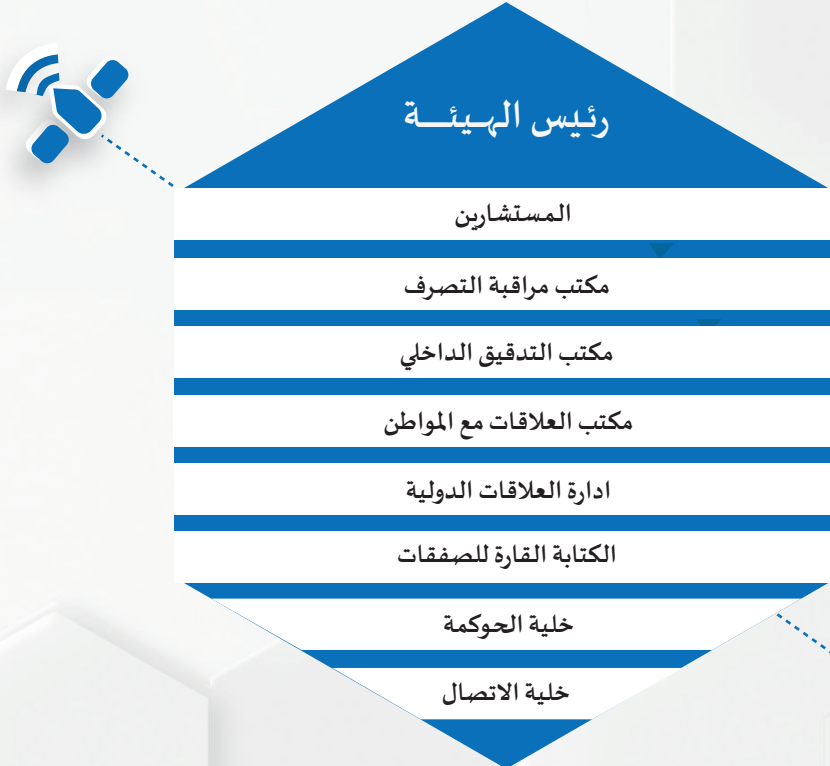 رئيس الهيئة
المستشارين
مكتب مراقبة التصرف
مكتب التدقيق الداخلي
مكتب العلاقات مع المواطن
ادارة العلاقات الدولية
الكتابة القارة للصفقات
خلية الحوكمة
خلية الاتصال